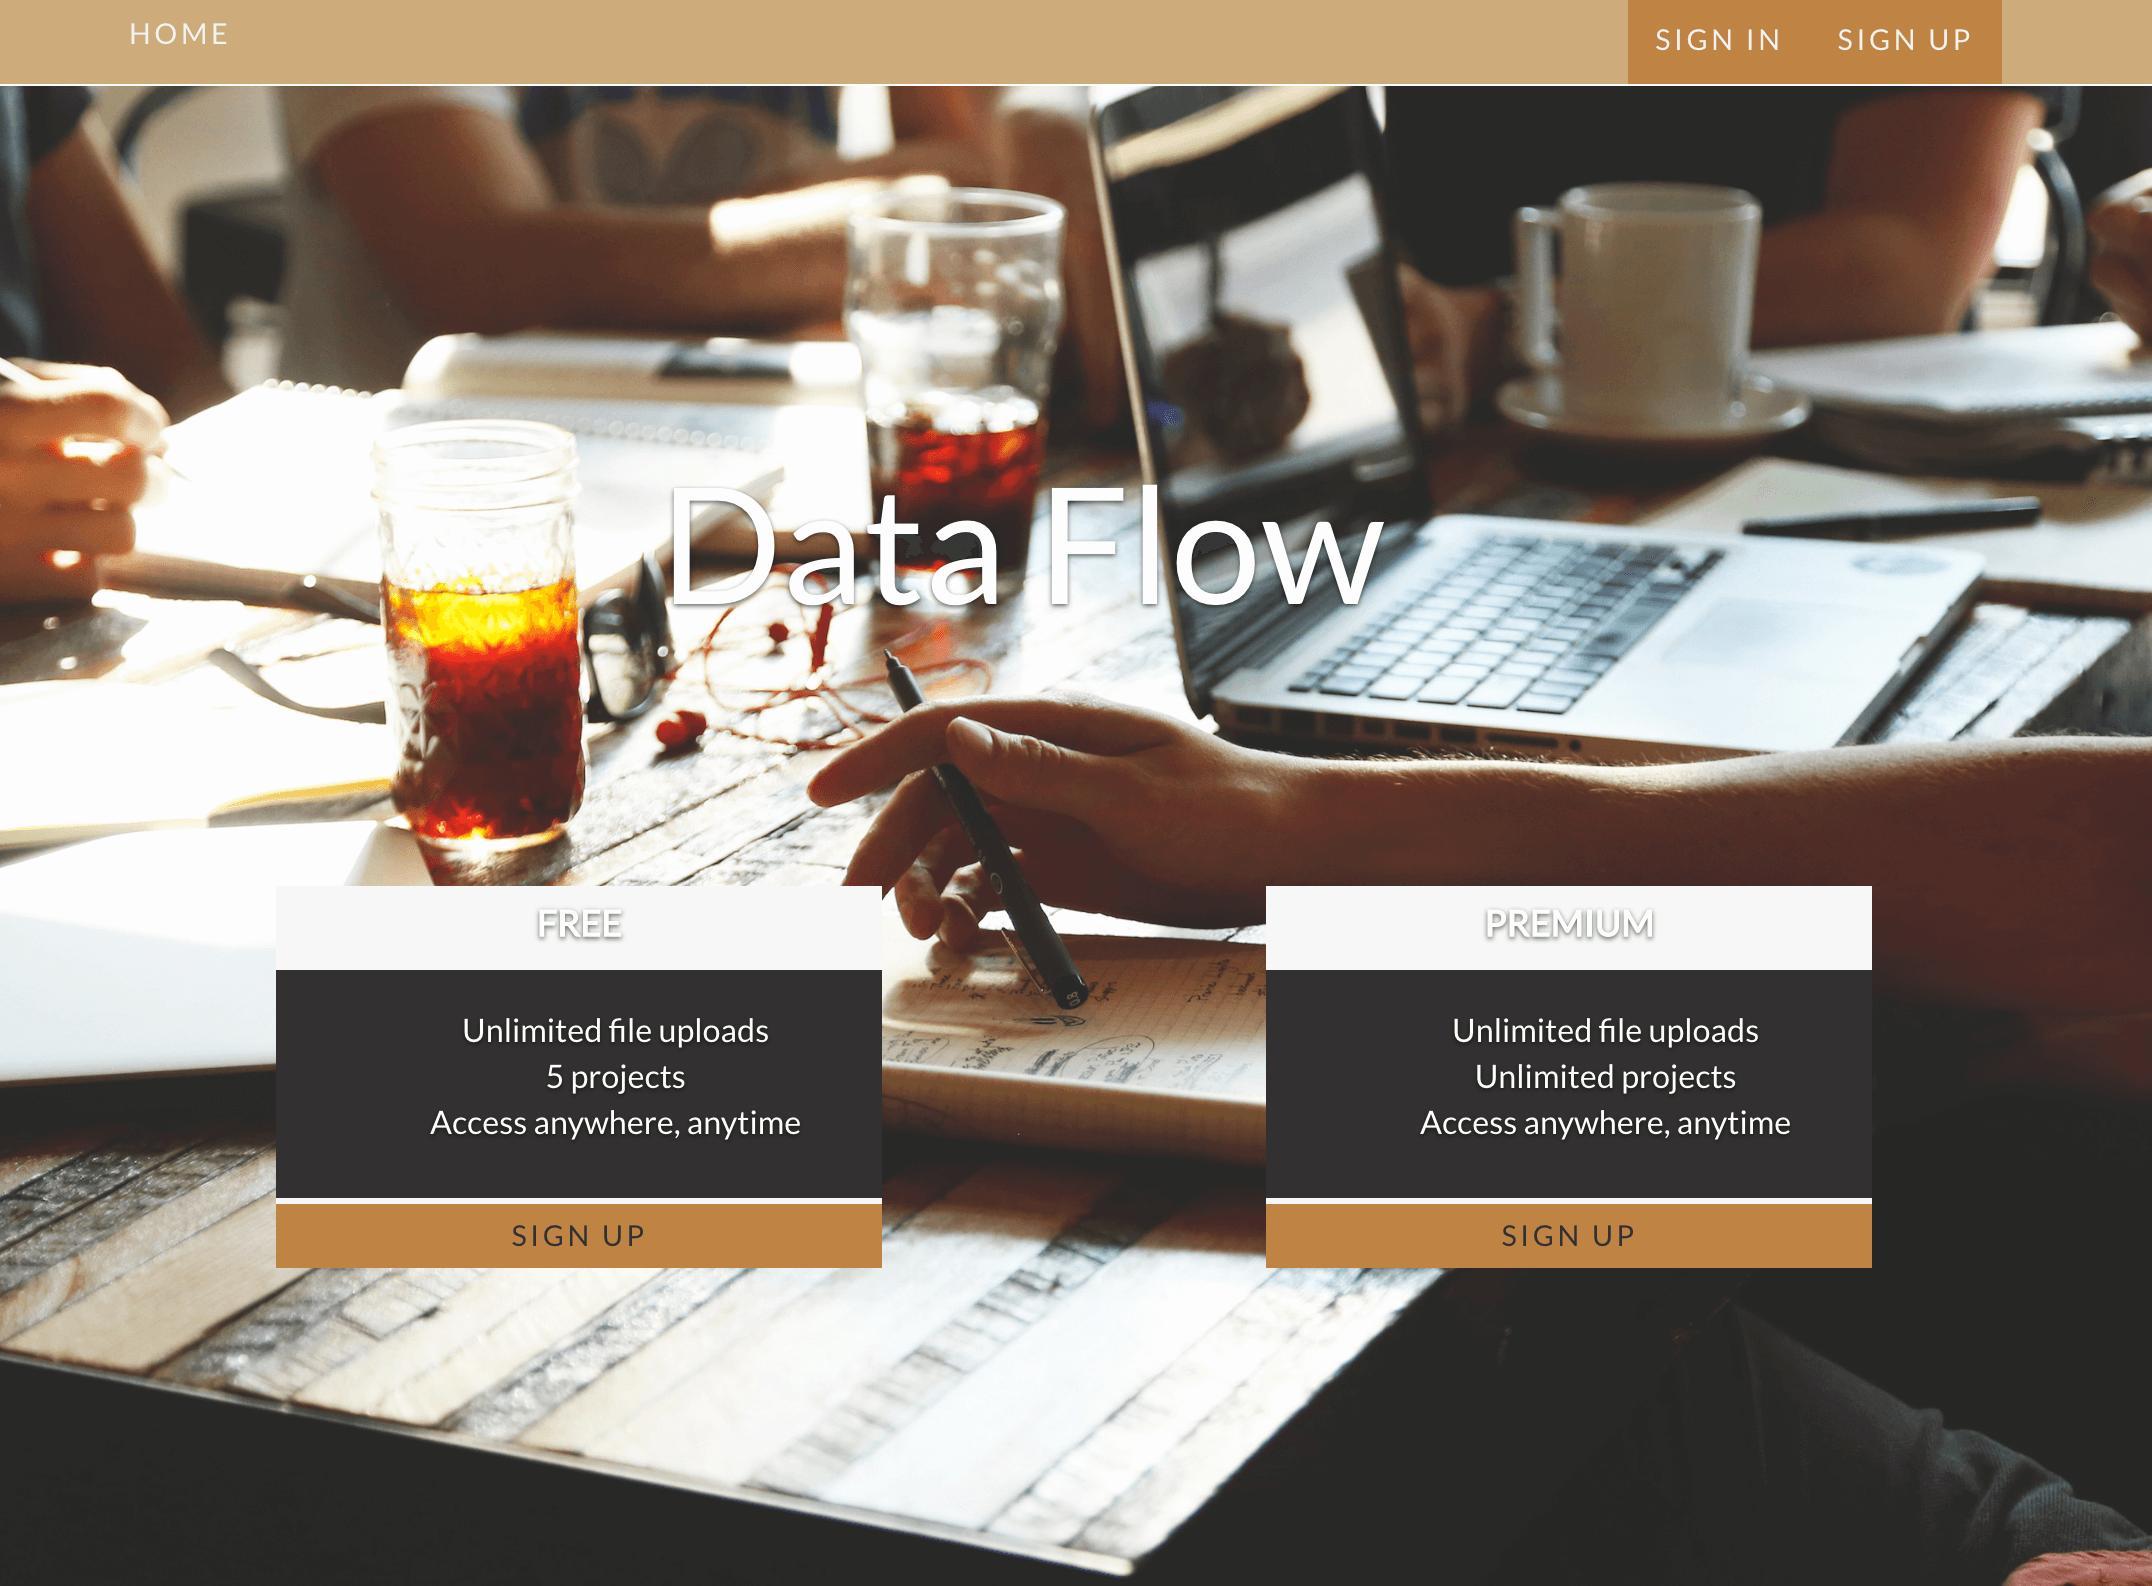 HOME
SIGN IN
SIGN UP
Data Flow
FREE
Unlimited file uploads
5 projects
Access anywhere, anytime
SIGN UP
PREMIUM
Unlimited file uploads
Unlimited projects
Access anywhere, anytime
SIGN UP